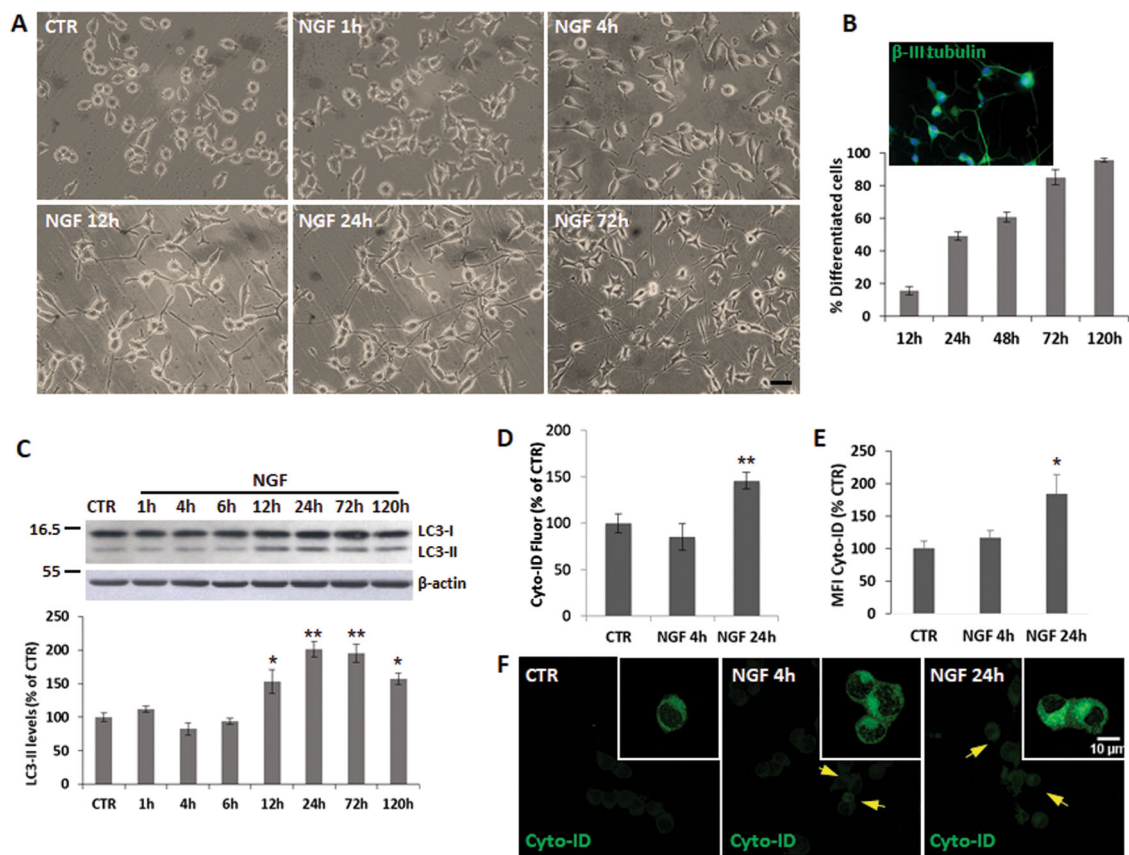 A
CTR
NGF 1h
NGF 4h
NGF 12h
NGF 24h
NGF 72h
B
β-III tubulin
% Differentiated cells
100
80
60
40
20
0
12h 24h 48h 72h 120h
C
NGF
CTR 1h 4h 6h 12h 24h 72h 120h
16.5
LC3-I
LC3-II
55
β-actin
LC3-II levels (% of CTR)
250
200
150
100
50
0
* ** ** *
CTR 1h 4h 6h 12h 24h 72h 120h
D
Cyto-ID Fluor (% of CTR)
200
150
100
50
0
**
CTR NGF 4h NGF 24h
E
MFI Cyto-ID (% CTR)
250
200
150
100
50
0
*
CTR NGF 4h NGF 24h
F
CTR
Cyto-ID
NGF 4h
Cyto-ID
NGF 24h
10 µm
Cyto-ID